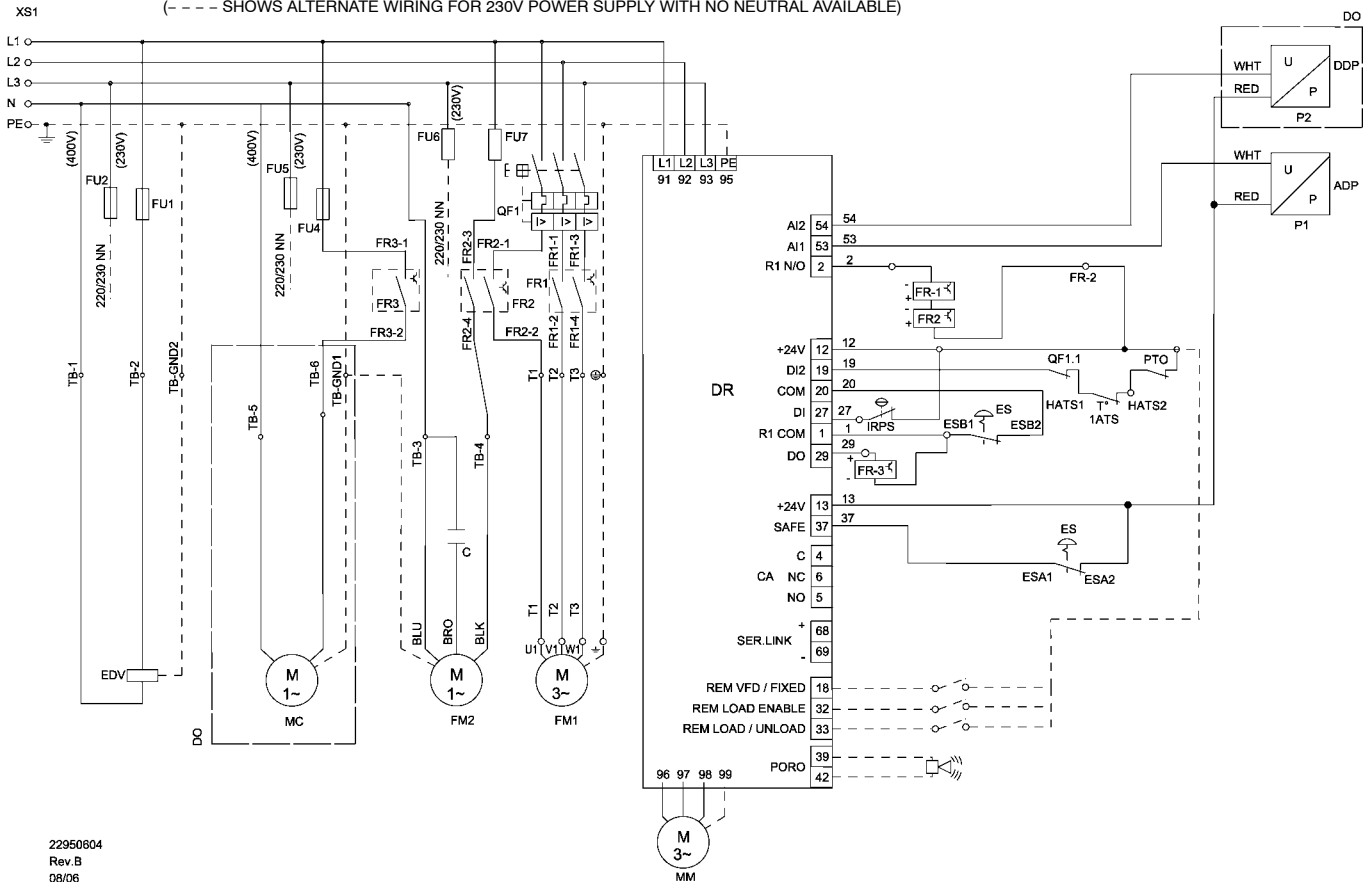 (– – – – SHOWS ALTERNATE WIRING FOR 230V POWER SUPPLY WITH NO NEUTRAL AVAILABLE)
XS1
DO
L1
L2
L3
N
PE
(400V)
(230V)
(400V)
(230V)
(230V)
FU2
FU1
FU5
FU4
FU6
FU7
QF1
I>
I>
I>
220/230 NN
220/230 NN
220/230 NN
FR3-1
FR2-3
FR2-1
FR1-1
FR1-3
FR3
FR2
FR1
FR3-2
FR2-4
FR2-2
FR1-2
FR1-4
TB-1
TB-2
TB-GND2
TB-5
TB-6
TB-GND1
TB-3
TB-4
T1
T2
T3
C
BLU
BRO
BLK
T1
T2
T3
U1
V1
W1
EDV
M
1~
MC
DO
M
1~
FM2
M
3~
FM1
L1
L2
L3
PE
91
92
93
95
DR
AI2
54
54
AI1
53
53
R1 N/O
2
2
+24V
12
12
DI2
19
19
COM
20
20
DI
27
27
R1 COM
1
1
DO
29
29
+24V
13
13
SAFE
37
37
C
4
CA
NC
6
NO
5
+
68
SER.LINK
-
69
REM VFD / FIXED
18
REM LOAD ENABLE
32
REM LOAD / UNLOAD
33
PORO
39
42
96
97
98
99
M
3~
MM
WHT
RED
U
P
DDP
P2
WHT
RED
U
P
ADP
P1
-
+
FR-1
-
+
FR2
FR-2
QF1.1
PTO
HATS1
T°
1ATS
HATS2
IRPS
ESB1
ES
ESB2
+
-
FR-3
ES
ESA1
ESA2
22950604
Rev.B
08/06